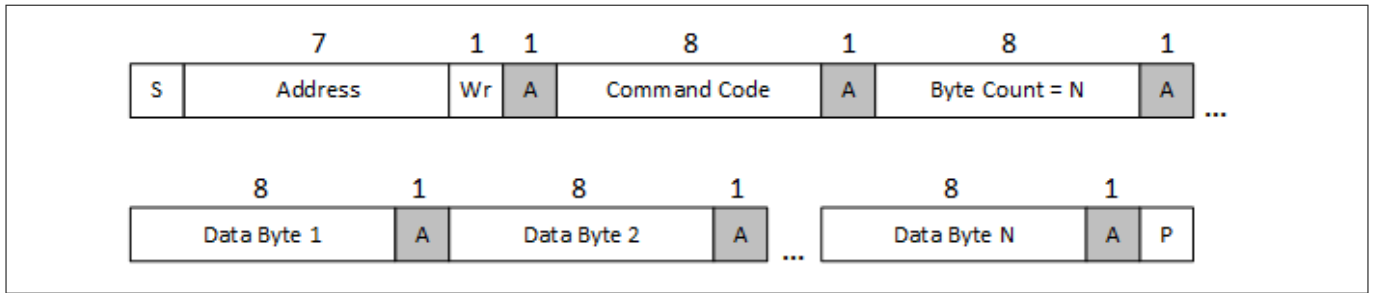 7 1 1 8 1 8 1
S Address Wr A Command Code A Byte Count = N A ...
8 1 8 1 8 1
Data Byte 1 A Data Byte 2 A ... Data Byte N A P